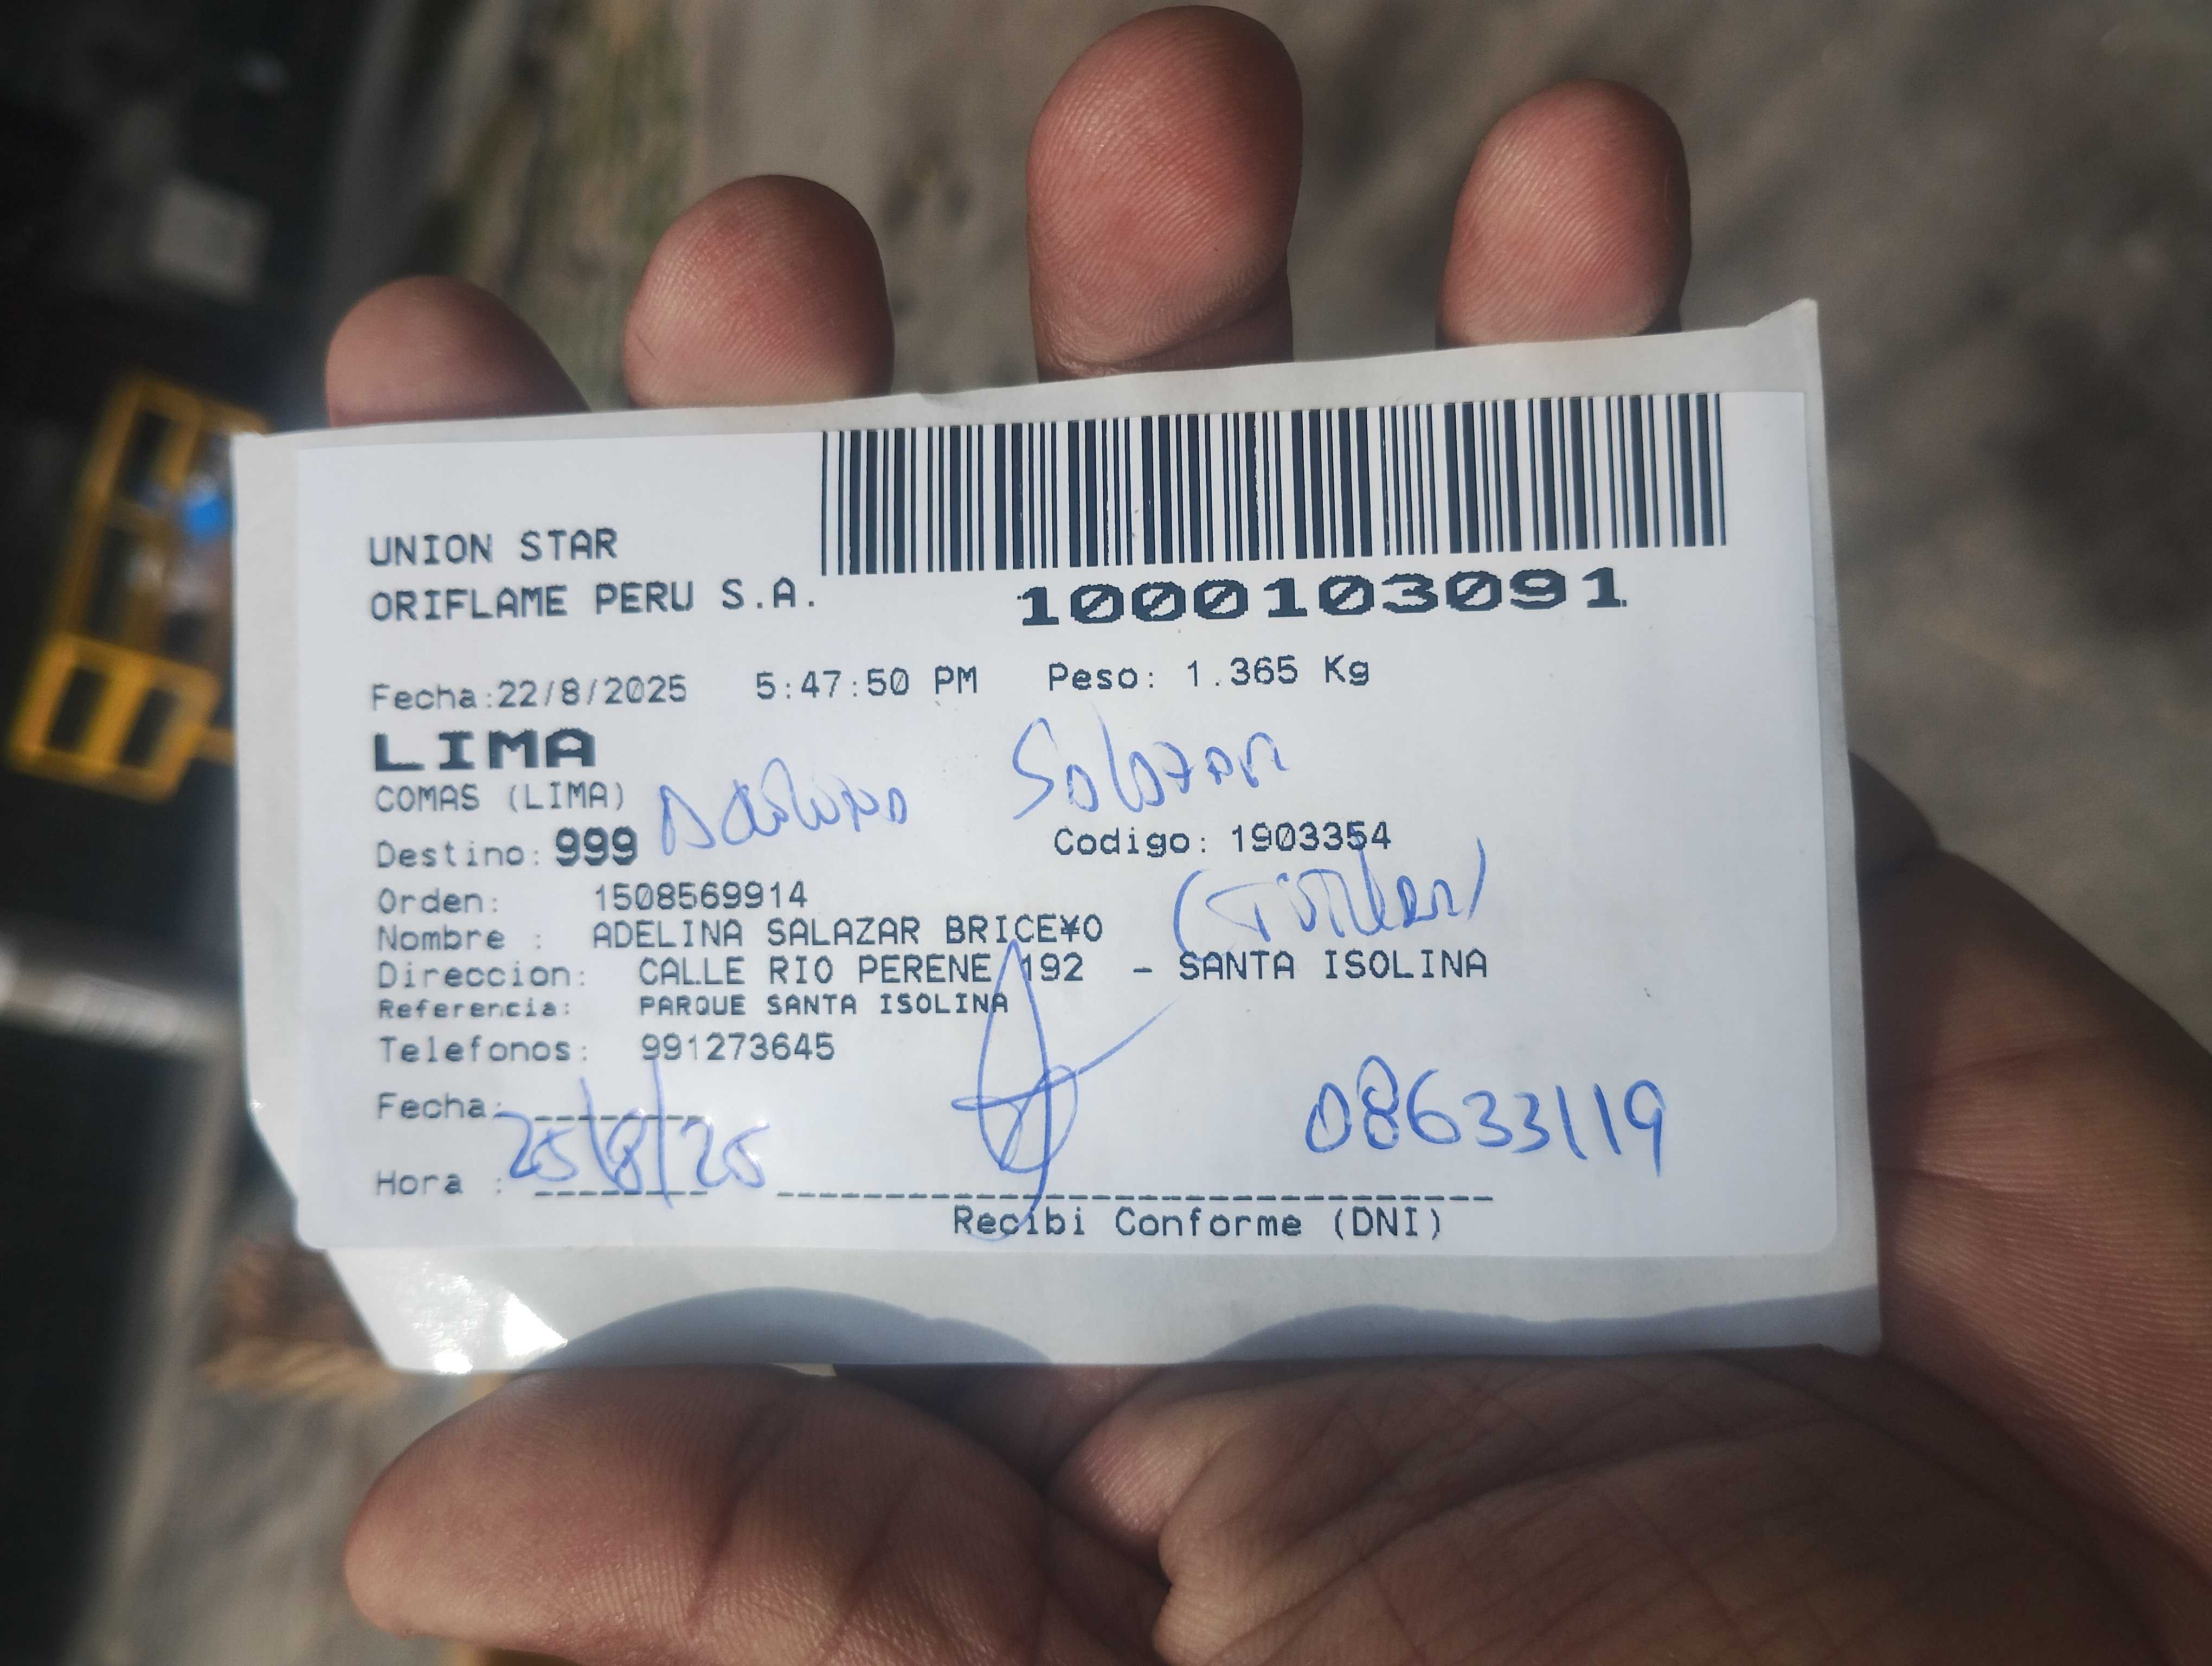 UNION STAR
ORIFLAME PERU S.A.
1000103091
Fecha:22/8/2025 5:47:50 PM Peso: 1.365 Kg
LIMA
COMAS (LIMA)
Adelina Salazar
Destino: 999 Codigo: 1903354
(Titular)
Orden: 1508569914
Nombre : ADELINA SALAZAR BRICE¥O
Direccion: CALLE RIO PERENE 192 - SANTA ISOLINA
Referencia: PARQUE SANTA ISOLINA
Telefonos: 991273645
Fecha:
25/8/25
08633119
Hora :
Recibi Conforme (DNI)